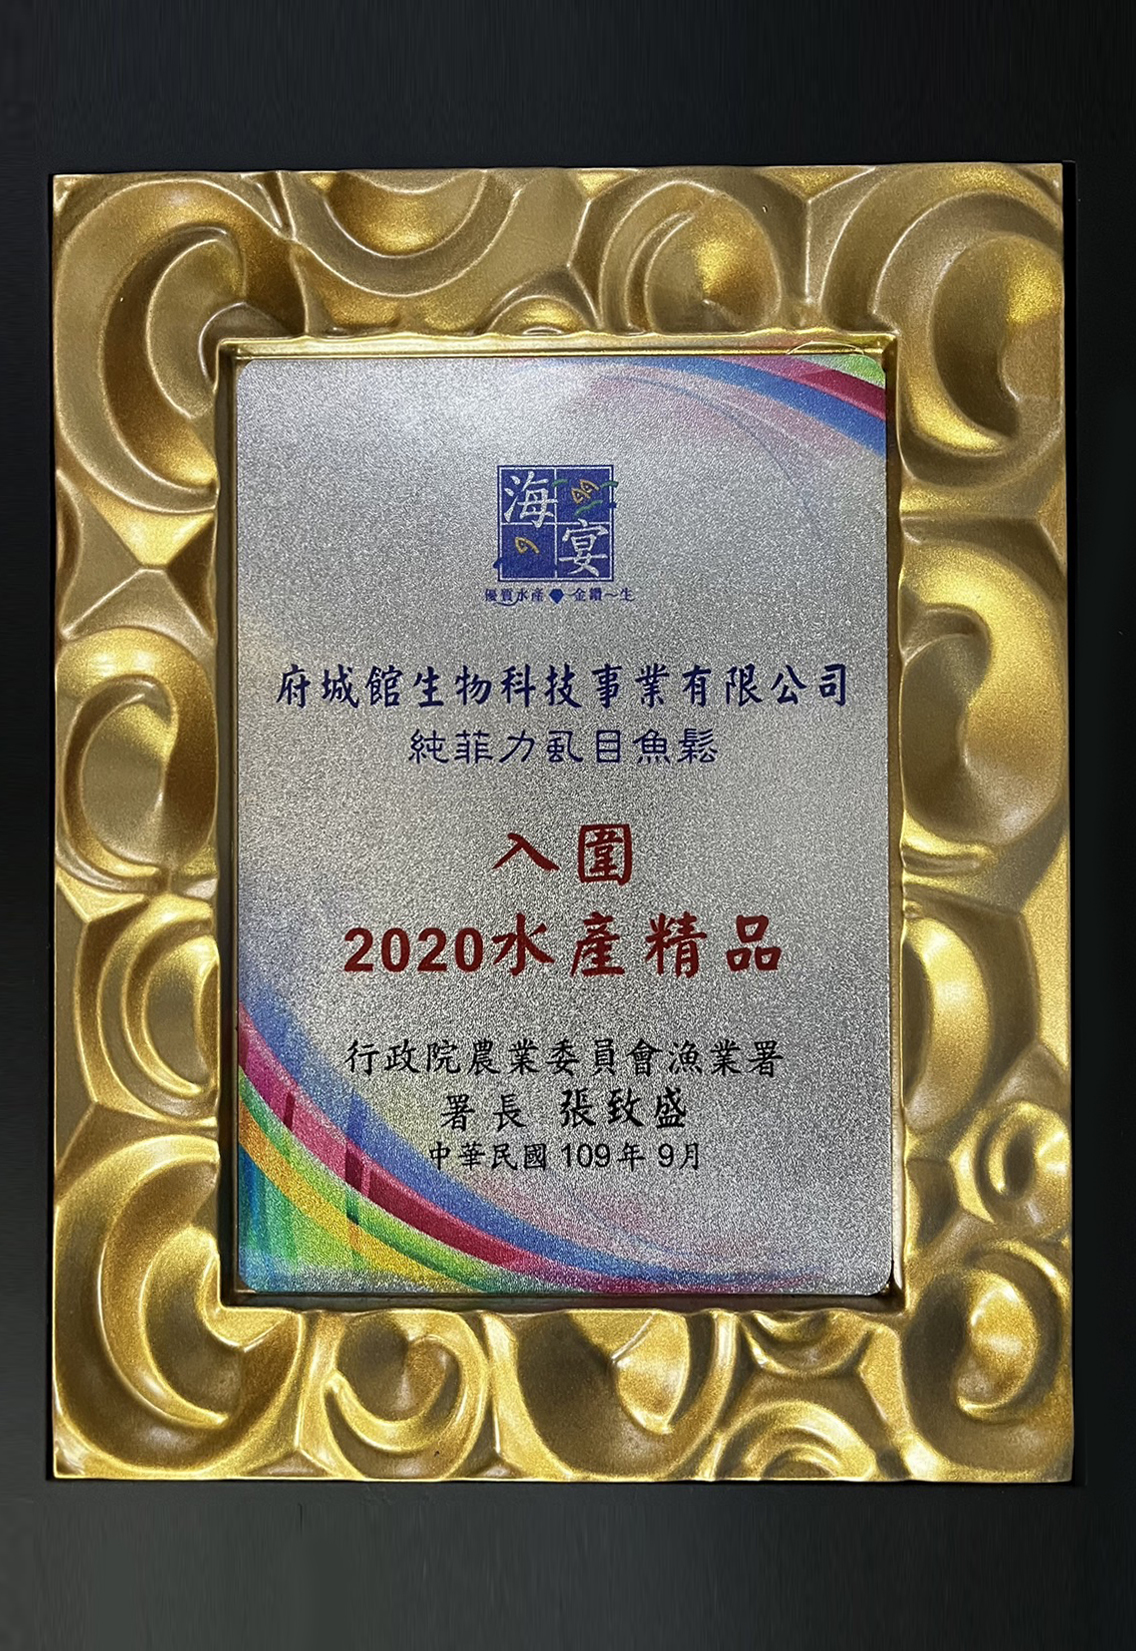 海
宴
優質水產 金鑽一生
府城館生物科技事業有限公司
純菲力虱目魚鬆
入圍
2020水產精品
行政院農業委員會漁業署
署長 張致盛
中華民國 109年 9月